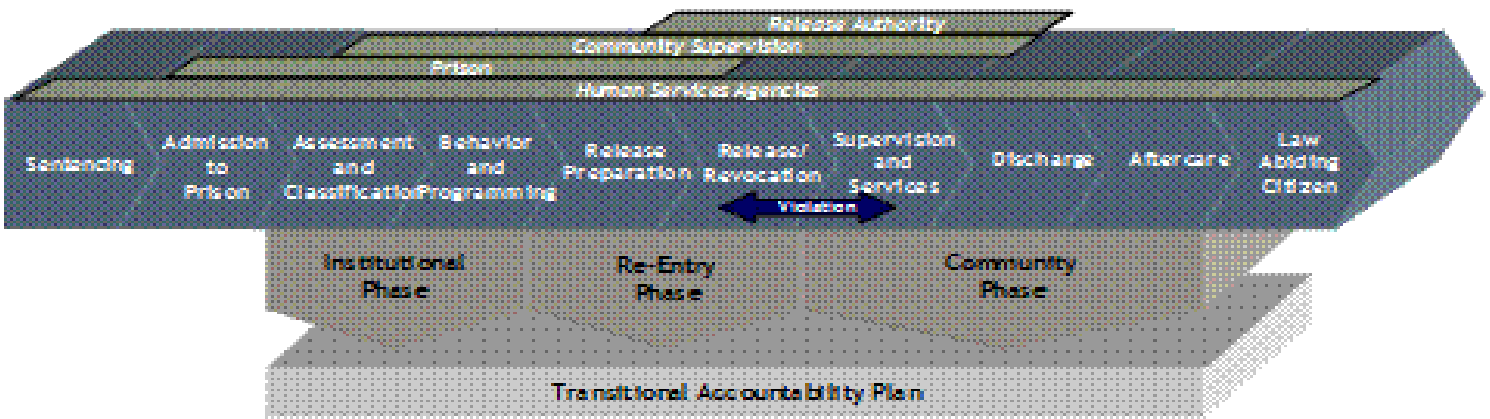 Release Authority
Community Supervision
Prison
Human Services Agencies
Sentencing
Admission
to
Prison
Assessment
and
Classification
Behavior
and
Programming
Release
Preparation
Release/
Revocation
Supervision
and
Services
Discharge
Aftercare
Law
Abiding
Citizen
Violation
Institutional
Phase
Re-Entry
Phase
Community
Phase
Transitional Accountability Plan